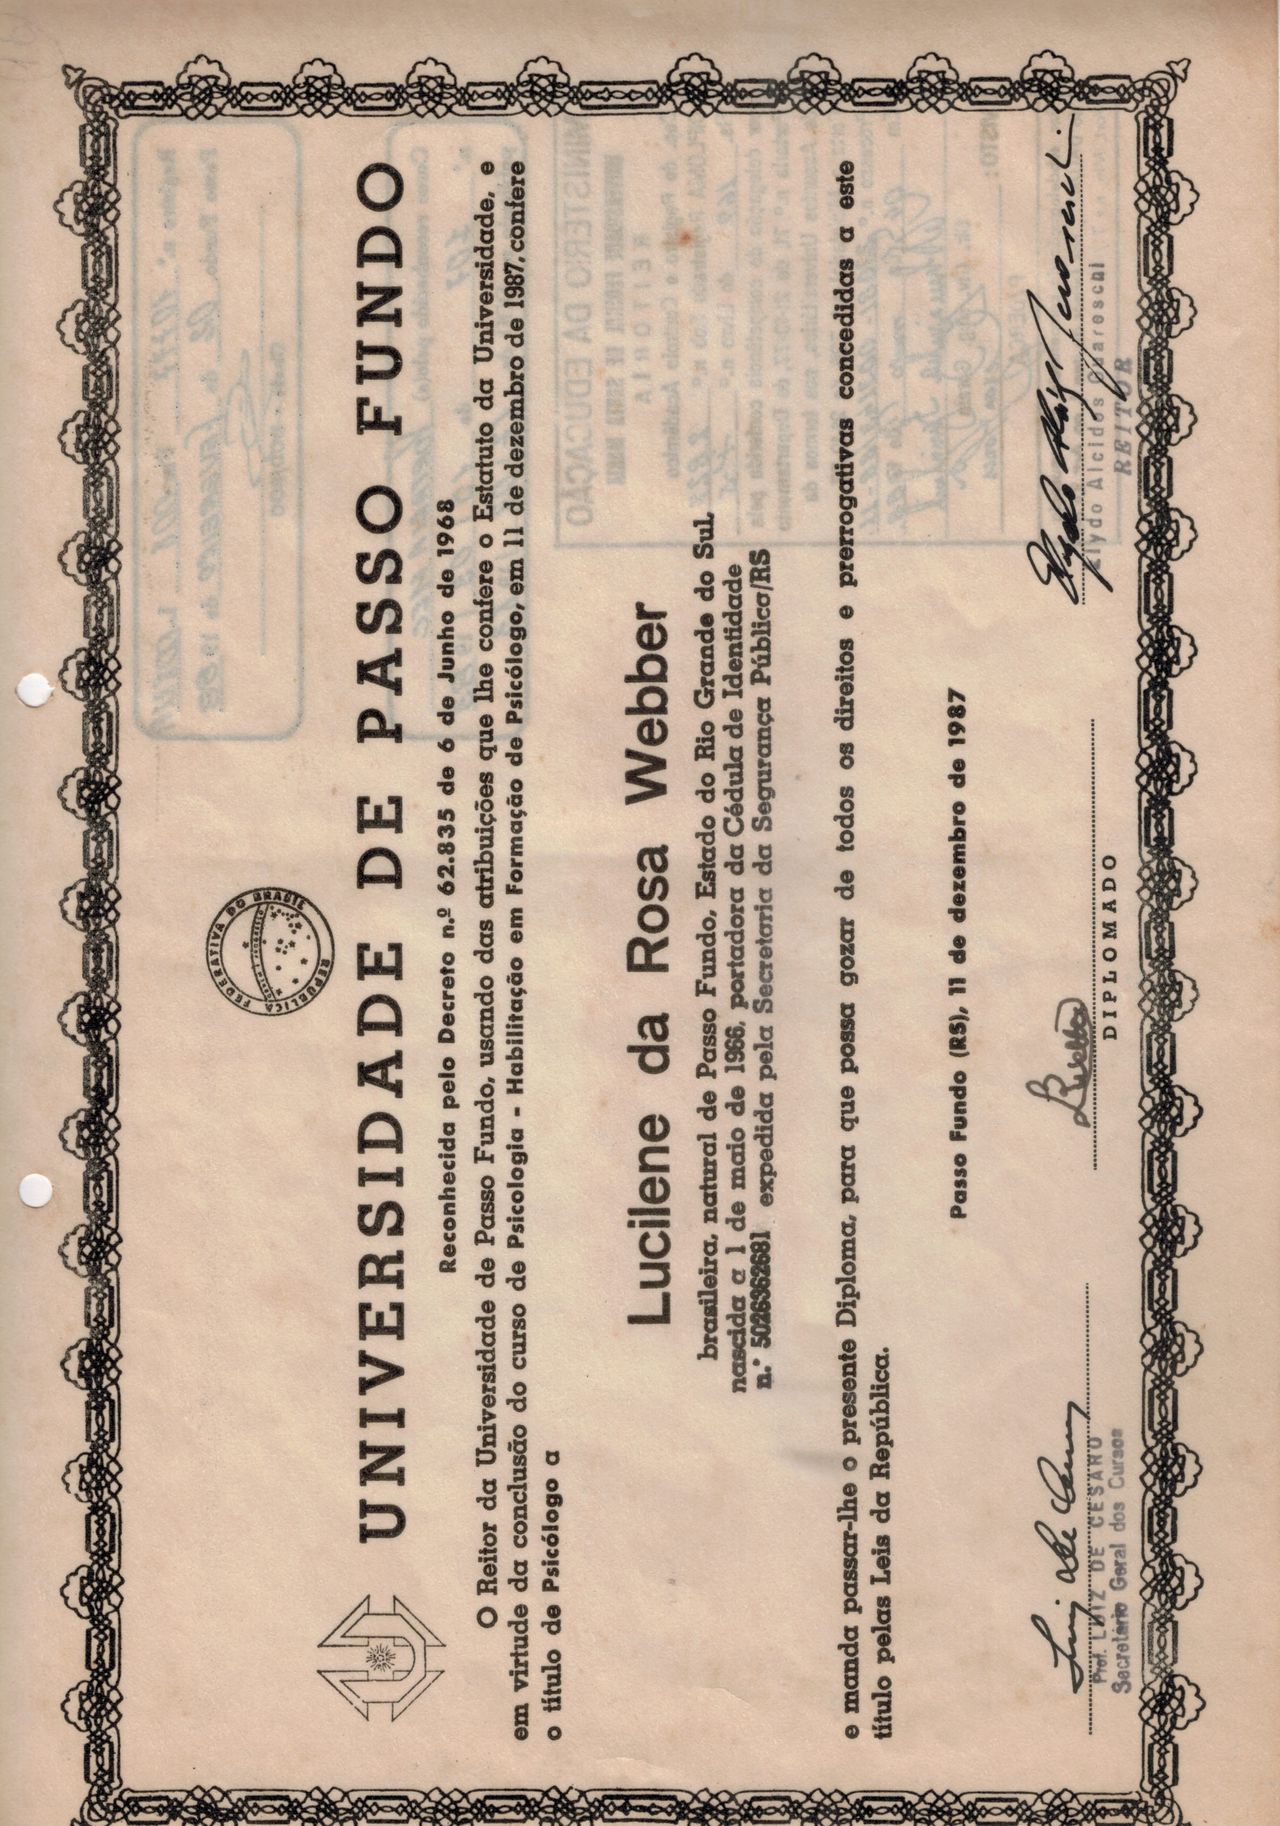 REPÚBLICA FEDERATIVA DO BRASIL
UNIVERSIDADE DE PASSO FUNDO
Reconhecida pelo Decreto n.º 62.835 de 6 de Junho de 1968
O Reitor da Universidade de Passo Fundo, usando das atribuições que lhe confere o Estatuto da Universidade, e
em virtude da conclusão do curso de Psicologia - Habilitação em Formação de Psicólogo, em 11 de dezembro de 1987, confere
o título de Psicólogo a
Lucilene da Rosa Webber
brasileira, natural de Passo Fundo, Estado do Rio Grande do Sul,
nascida a 1 de maio de 1966, portadora da Cédula de Identidade
n.º 5026362681 expedida pela Secretaria da Segurança Pública/RS
e manda passar-lhe o presente Diploma, para que possa gozar de todos os direitos e prerrogativas concedidas a este
título pelas Leis da República.
Passo Fundo (RS), 11 de dezembro de 1987
Prof. LUIZ DE CESARO
Secretário Geral dos Cursos
DIPLOMADO
Elydo Alcides Guareschi
REITOR